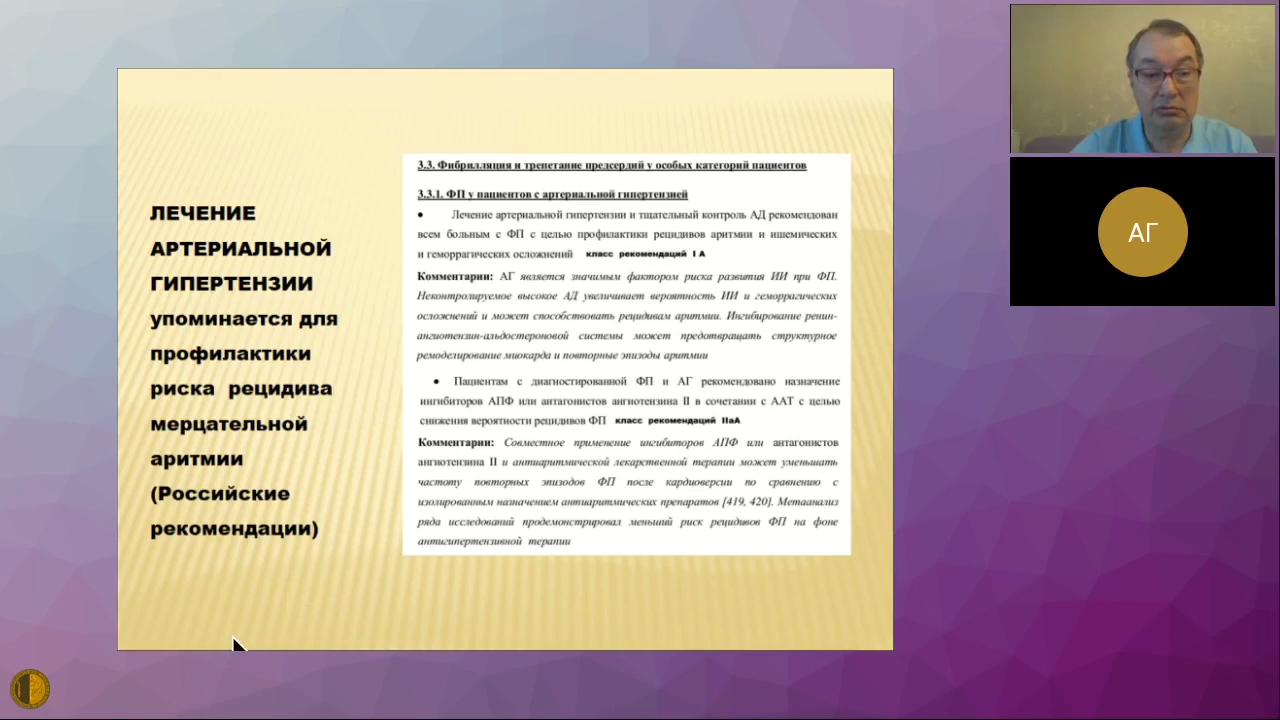 ЛЕЧЕНИЕ
АРТЕРИАЛЬНОЙ
ГИПЕРТЕНЗИИ
упоминается для
профилактики
риска рецидива
мерцательной
аритмии
(Российские
рекомендации)
3.3. Фибрилляция и трепетание предсердий у особых категорий пациентов
3.3.1. ФП у пациентов с артериальной гипертензией
• Лечение артериальной гипертензии и тщательный контроль АД рекомендован
всем больным с ФП с целью профилактики рецидивов аритмии и ишемических
и геморрагических осложнений класс рекомендаций I A
Комментарии: АГ является значимым фактором риска развития ИИ при ФП.
Неконтролируемое высокое АД увеличивает вероятность ИИ и геморрагических
осложнений и может способствовать рецидивам аритмии. Ингибирование ренин-
ангиотензин-альдостероновой системы может предотвращать структурное
ремоделирование миокарда и повторные эпизоды аритмии
• Пациентам с диагностированной ФП и АГ рекомендовано назначение
ингибиторов АПФ или антагонистов ангиотензина II в сочетании с ААТ с целью
снижения вероятности рецидивов ФП класс рекомендаций IIaA
Комментарии: Совместное применение ингибиторов АПФ или антагонистов
ангиотензина II и антиаритмической лекарственной терапии может уменьшать
частоту повторных эпизодов ФП после кардиоверсии по сравнению с
изолированным назначением антиаритмических препаратов [419, 420]. Метаанализ
ряда исследований продемонстрировал меньший риск рецидивов ФП на фоне
антигипертензивной терапии
АГ